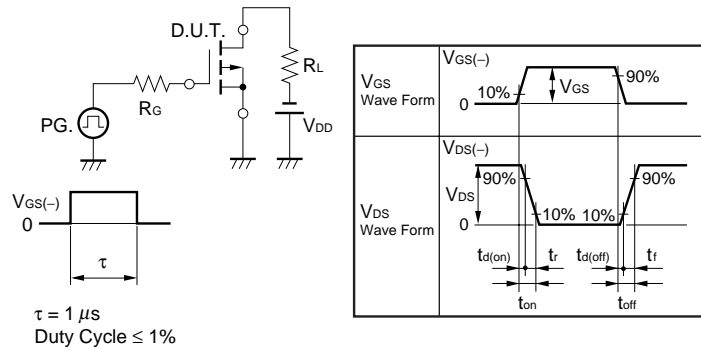 D.U.T.
RL
RG
PG.
VDD
VGS(−)
0
τ
τ = 1 μs
Duty Cycle ≤ 1%
VGS
Wave Form
VGS(−)
10%
VGS
90%
0
VDS
Wave Form
VDS(−)
90%
VDS
10%
10%
90%
0
td(on)
tr
td(off)
tf
ton
toff